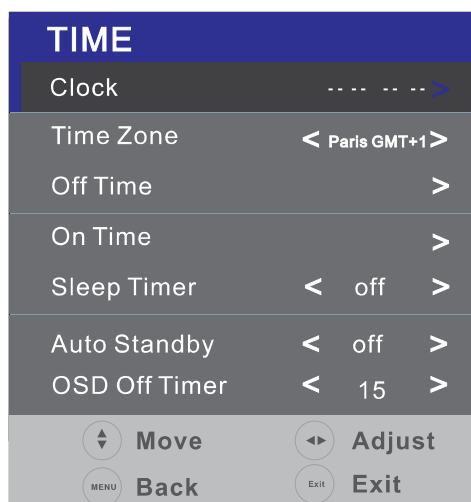 TIME
Clock -- -- -- -- >
Time Zone < Paris GMT+1 >
Off Time >
On Time >
Sleep Timer < off >
Auto Standby < off >
OSD Off Timer < 15 >
Move Adjust
MENU Back Exit Exit